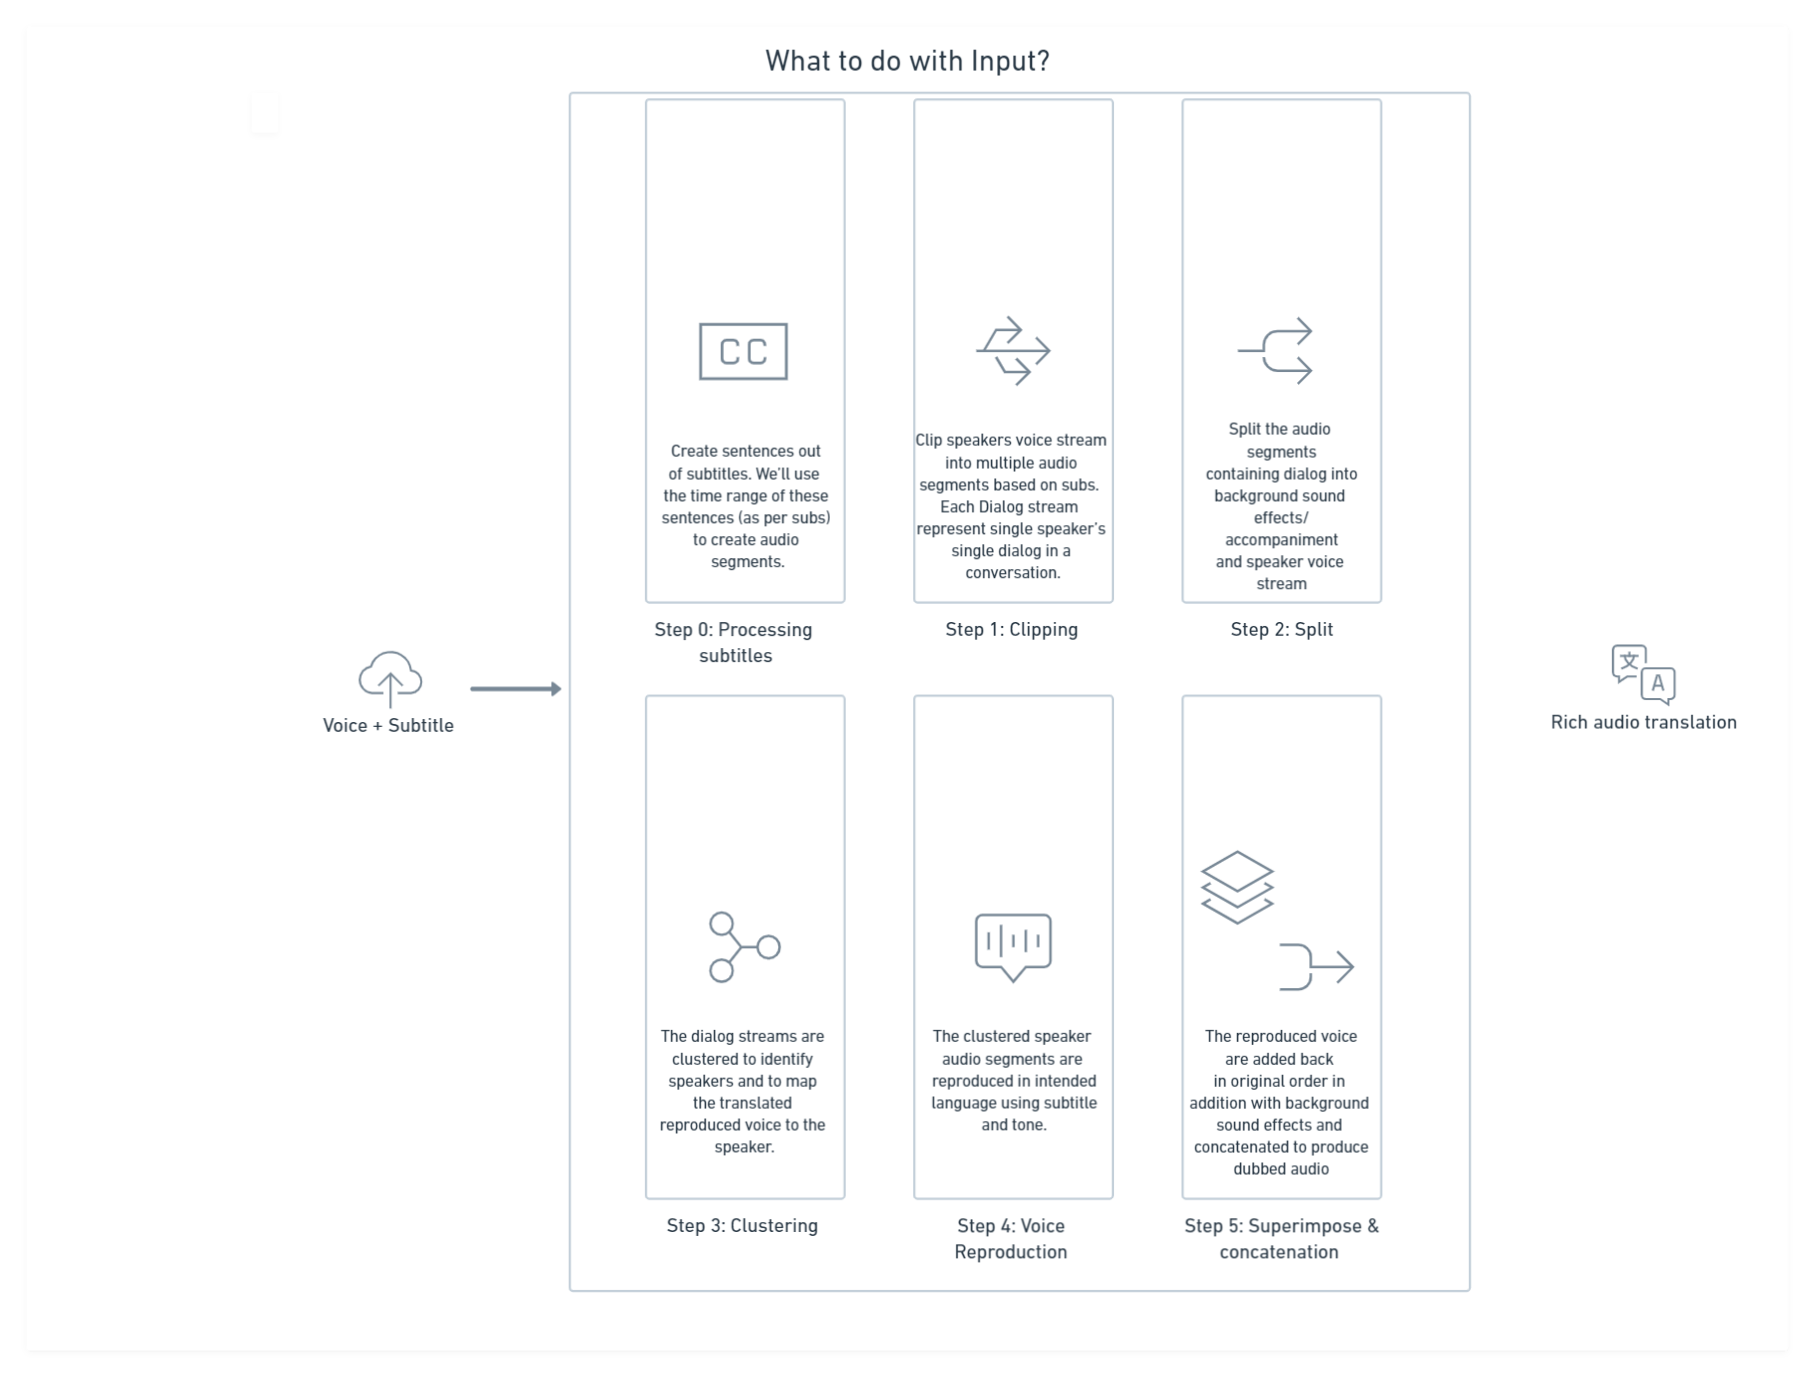 What to do with Input?
CC
Create sentences out
of subtitles. We'll use
the time range of these
sentences (as per subs)
to create audio
segments.
Step 0: Processing
subtitles
Clip speakers voice stream
into multiple audio
segments based on subs.
Each Dialog stream
represent single speaker's
single dialog in a
conversation.
Step 1: Clipping
Split the audio
segments
containing dialog into
background sound
effects/
accompaniment
and speaker voice
stream
Step 2: Split
Voice + Subtitle
文
A
Rich audio translation
The dialog streams are
clustered to identify
speakers and to map
the translated
reproduced voice to the
speaker.
Step 3: Clustering
The clustered speaker
audio segments are
reproduced in intended
language using subtitle
and tone.
Step 4: Voice
Reproduction
The reproduced voice
are added back
in original order in
addition with background
sound effects and
concatenated to produce
dubbed audio
Step 5: Superimpose &
concatenation